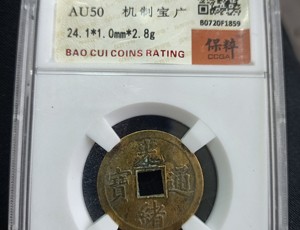 AU50 机制宝广
B0720F1859
24.1*1.0mm*2.8g
保粹
BAO CUI COINS RATING
光
寶 通
緒